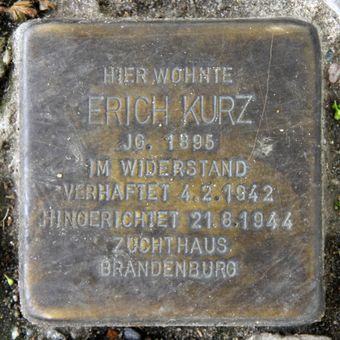 HIER WOHNTE
ERICH KURZ
JG. 1895
IM WIDERSTAND
VERHAFTET 4.2.1942
HINGERICHTET 21.8.1944
ZUCHTHAUS
BRANDENBURG